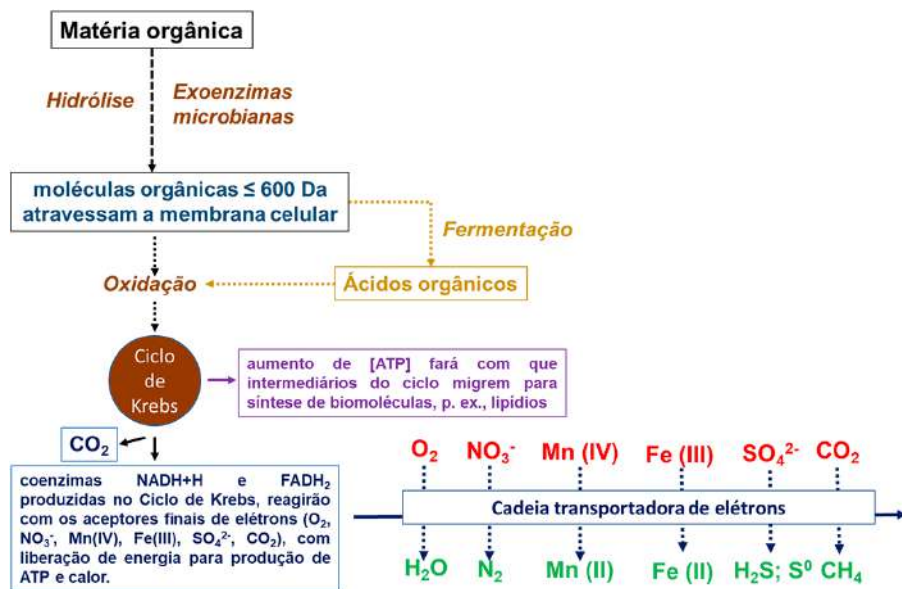 Matéria orgânica
Hidrólise
Exoenzimas
microbianas
moléculas orgânicas ≤ 600 Da
atravessam a membrana celular
Fermentação
Oxidação
Ácidos orgânicos
Ciclo
de
Krebs
aumento de [ATP] fará com que
intermediários do ciclo migrem para
síntese de biomoléculas, p. ex., lipídios
CO₂
coenzimas NADH+H e FADH₂
produzidas no Ciclo de Krebs, reagirão
com os aceptores finais de elétrons (O₂,
NO₃⁻, Mn(IV), Fe(III), SO₄²⁻, CO₂), com
liberação de energia para produção de
ATP e calor.
O₂ NO₃⁻ Mn (IV) Fe (III) SO₄²⁻ CO₂
Cadeia transportadora de elétrons
H₂O N₂ Mn (II) Fe (II) H₂S; S⁰ CH₄